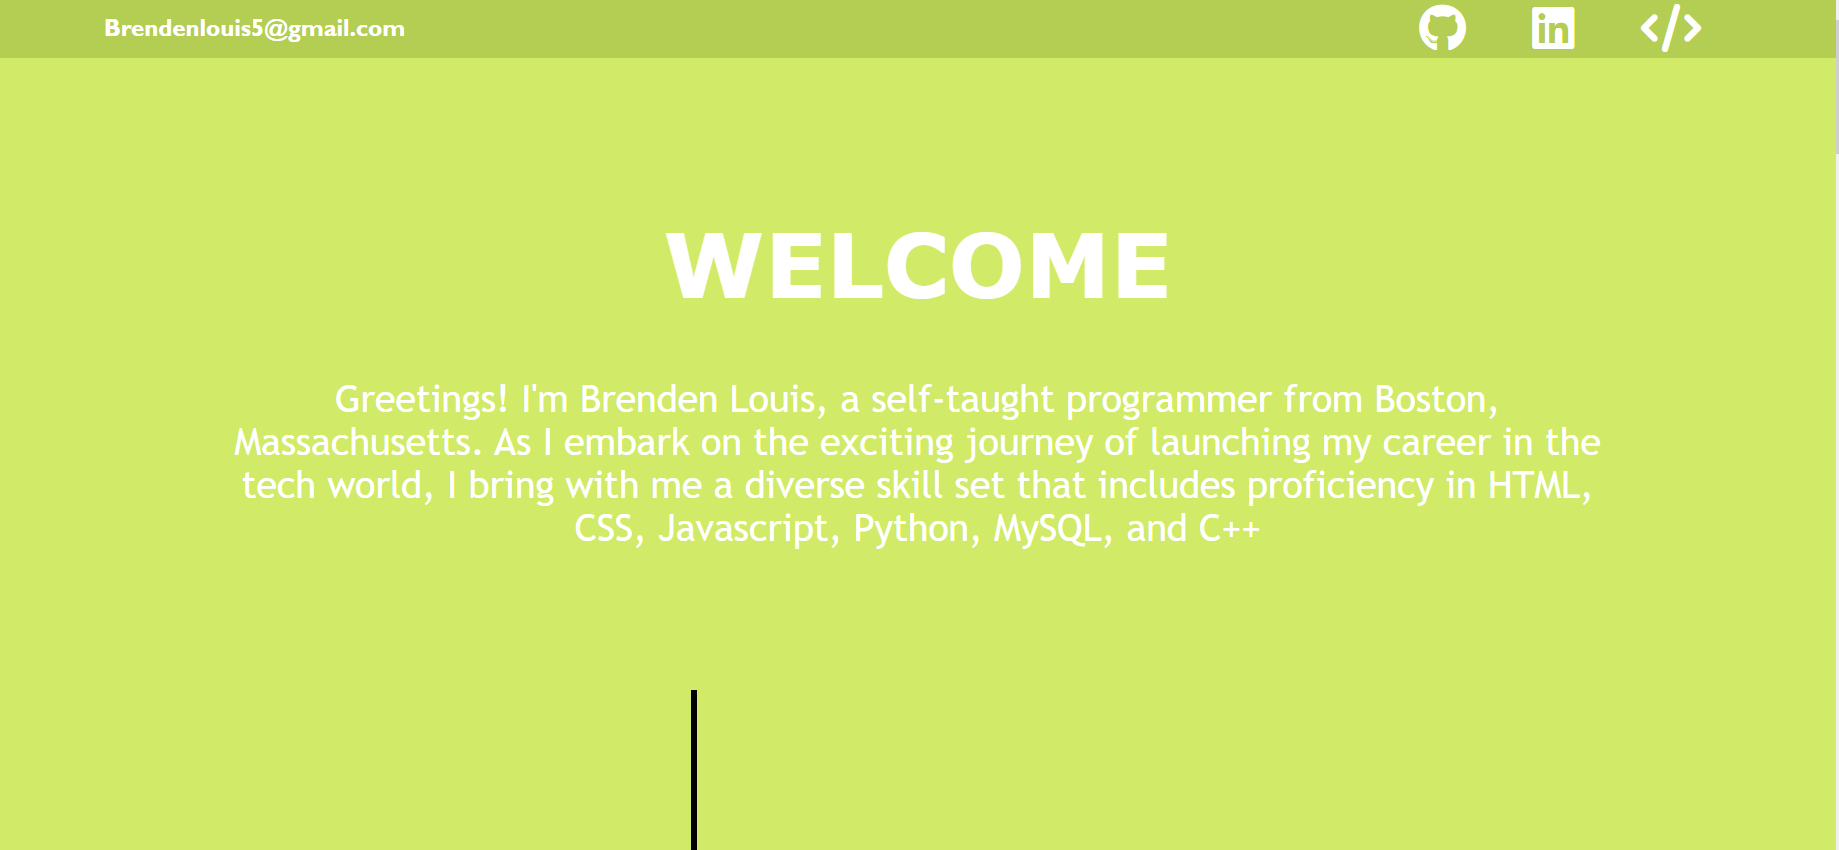 Brendenlouis5@gmail.com
in
</>
WELCOME
Greetings! I'm Brenden Louis, a self-taught programmer from Boston,
Massachusetts. As I embark on the exciting journey of launching my career in the
tech world, I bring with me a diverse skill set that includes proficiency in HTML,
CSS, Javascript, Python, MySQL, and C++